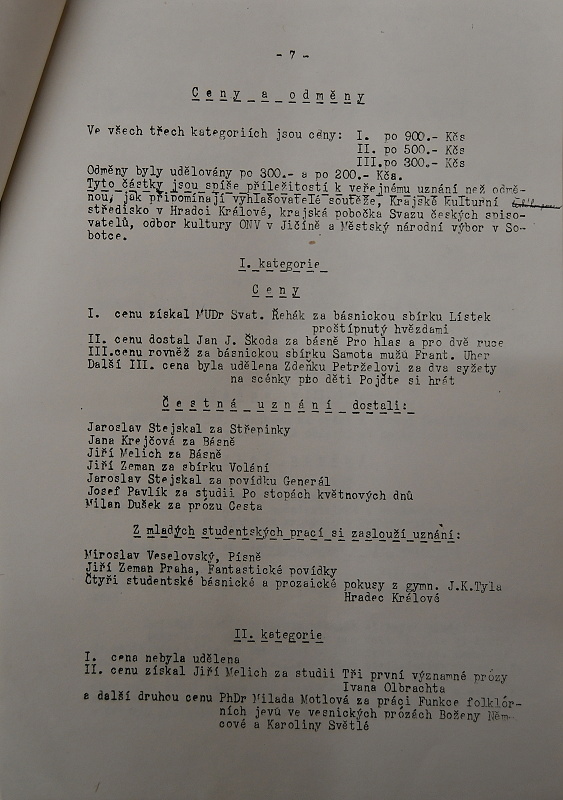 - 7 -
Ceny a odměny
Ve všech třech kategoriích jsou ceny: I. po 900.- Kčs
II. po 500.- Kčs
III.po 300.- Kčs
Odměny byly udělovány po 300.- a po 200.- Kčs.
Tyto částky jsou spíše příležitostí k veřejnému uznání než odmě-
nou, jak připomínají vyhlašovatelé soutěže, Krajské kulturní
středisko v Hradci Králové, krajská pobočka Svazu českých spiso-
vatelů, odbor kultury ONV v Jičíně a Městský národní výbor v So-
botce.
I. kategorie
Ceny
I. cenu získal MUDr Svat. Řehák za básnickou sbírku Lístek
proštípnutý hvězdami
II. cenu dostal Jan J. Škoda za básně Pro hlas a pro dvě ruce
III.cenu rovněž za básnickou sbírku Samota mužů Frant. Uher
Další III. cena byla udělena Zdeňku Petrželovi za dva syžety
na scénky pro děti Pojďte si hrát
Čestná uznání dostali:
Jaroslav Stejskal za Střepinky
Jana Krejčová za Básně
Jiří Melich za Básně
Jiří Zeman za sbírku Volání
Jaroslav Stejskal za povídku Generál
Josef Pavlík za studii Po stopách květnových dnů
Milan Dušek za prózu Cesta
Z mladých studentských prací si zaslouží uznání:
Miroslav Veselovský, Písně
Jiří Zeman Praha, Fantastické povídky
Čtyři studentské básnické a prozaické pokusy z gymn. J.K.Tyla
Hradec Králové
II. kategorie
I. cena nebyla udělena
II. cenu získal Jiří Melich za studii Tři první významné prózy
Ivana Olbrachta
a další druhou cenu PhDr Milada Motlová za práci Funkce folklór-
ních jevů ve vesnických prózách Boženy Něm-
cové a Karoliny Světlé